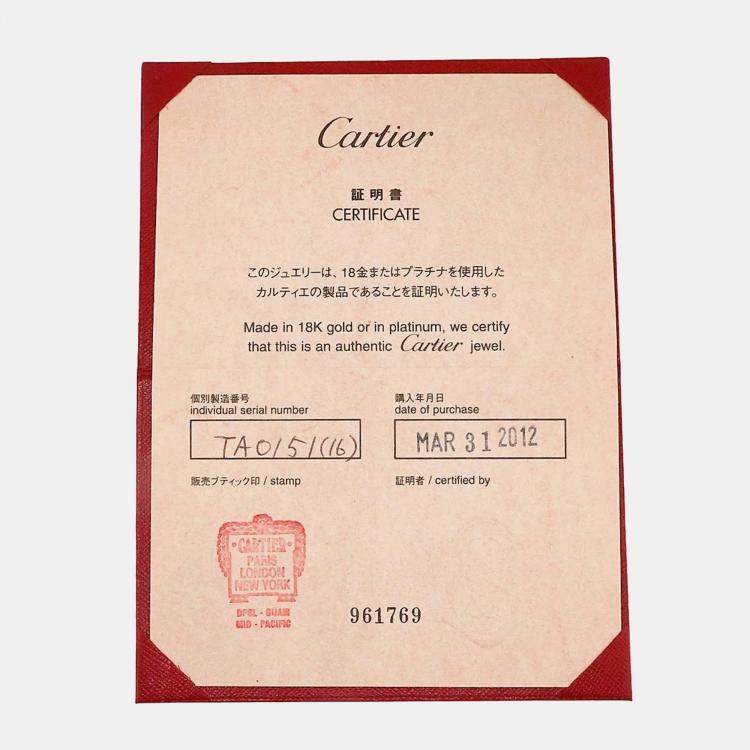 Cartier
証明書
CERTIFICATE
このジュエリーは、18金またはプラチナを使用した
カルティエの製品であることを証明いたします。
Made in 18K gold or in platinum, we certify
that this is an authentic Cartier jewel.
個別製造番号
individual serial number
TA0151(16)
購入年月日
date of purchase
MAR 31 2012
販売ブティック印 / stamp
証明者 / certified by
CARTIER
PARIS
LONDON
NEW YORK
DFSL - GUAM
MID - PACIFIC
961769